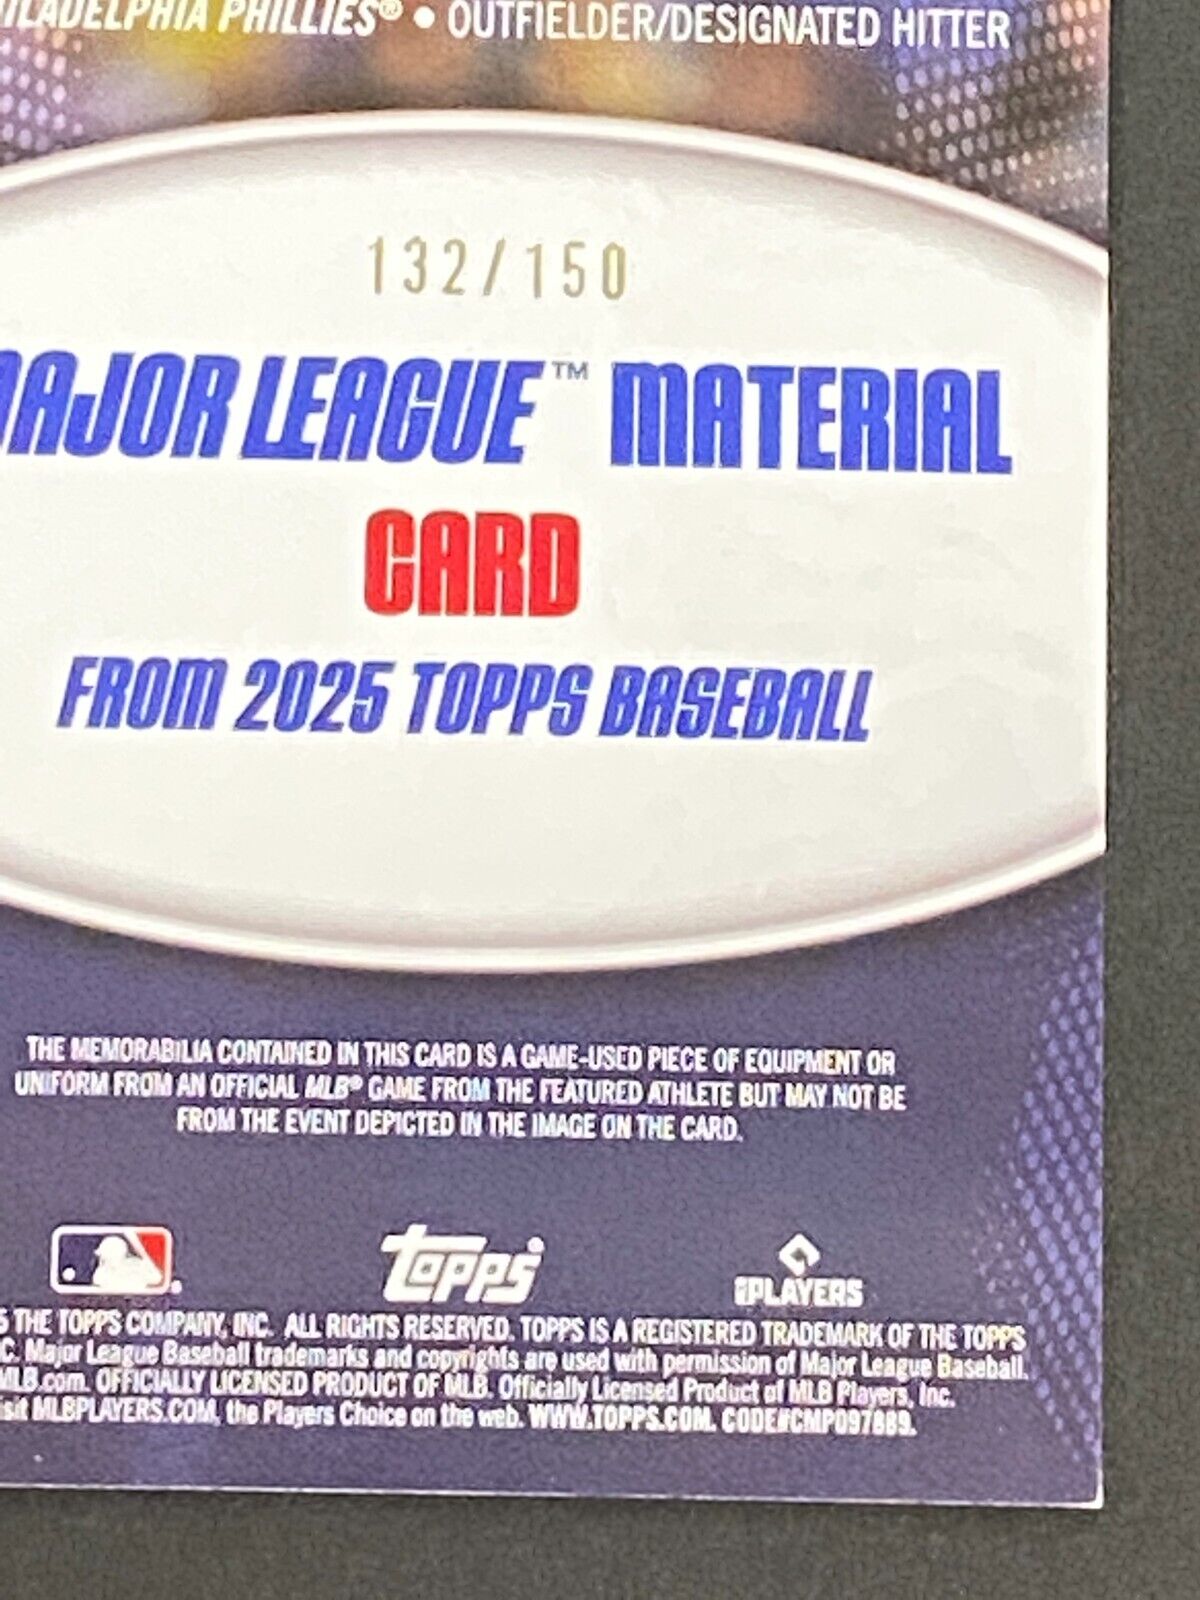 PHILLIES® • OUTFIELDER/DESIGNATED HITTER
132/150
LEAGUE™ MATERIAL
CARD
FROM 2025 TOPPS BASEBALL
THE MEMORABILIA CONTAINED IN THIS CARD IS A GAME-USED PIECE OF EQUIPMENT OR
UNIFORM FROM AN OFFICIAL MLB® GAME FROM THE FEATURED ATHLETE BUT MAY NOT BE
FROM THE EVENT DEPICTED IN THE IMAGE ON THE CARD.
Topps
MLB PLAYERS
THE TOPPS COMPANY, INC. ALL RIGHTS RESERVED. TOPPS IS A REGISTERED TRADEMARK OF THE TOPPS
Major League Baseball trademarks and copyrights are used with permission of Major League Baseball.
MLB.com. OFFICIALLY LICENSED PRODUCT OF MLB. Officially Licensed Product of MLB Players, Inc.
MLBPLAYERS.COM, the Players Choice on the web. WWW.TOPPS.COM. CODE#CMP097889.